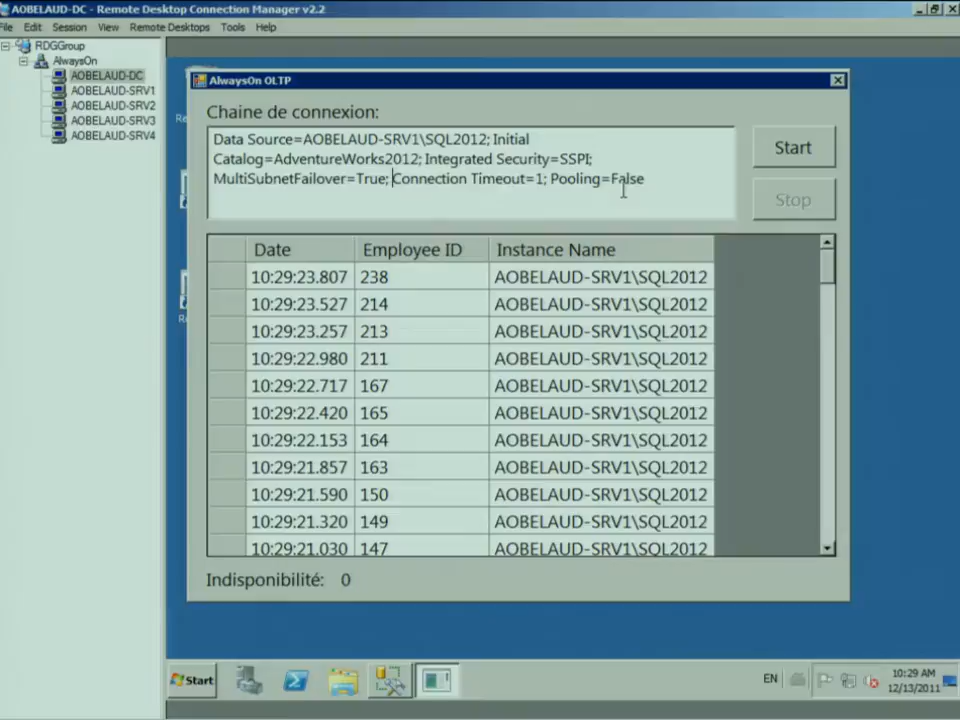 AOBELAUD-DC - Remote Desktop Connection Manager v2.2
File Edit Session View Remote Desktops Tools Help
RDGGroup
AlwaysOn
AOBELAUD-DC
AOBELAUD-SRV1
AOBELAUD-SRV2
AOBELAUD-SRV3
AOBELAUD-SRV4
AlwaysOn OLTP
Chaine de connexion:
Data Source=AOBELAUD-SRV1\SQL2012; Initial
Catalog=AdventureWorks2012; Integrated Security=SSPI;
MultiSubnetFailover=True; Connection Timeout=1; Pooling=False
Start
Stop
Date Employee ID Instance Name
10:29:23.807 238 AOBELAUD-SRV1\SQL2012
10:29:23.527 214 AOBELAUD-SRV1\SQL2012
10:29:23.257 213 AOBELAUD-SRV1\SQL2012
10:29:22.980 211 AOBELAUD-SRV1\SQL2012
10:29:22.717 167 AOBELAUD-SRV1\SQL2012
10:29:22.420 165 AOBELAUD-SRV1\SQL2012
10:29:22.153 164 AOBELAUD-SRV1\SQL2012
10:29:21.857 163 AOBELAUD-SRV1\SQL2012
10:29:21.590 150 AOBELAUD-SRV1\SQL2012
10:29:21.320 149 AOBELAUD-SRV1\SQL2012
10:29:21.030 147 AOBELAUD-SRV1\SQL2012
Indisponibilité: 0
Start
EN
10:29 AM
12/13/2011